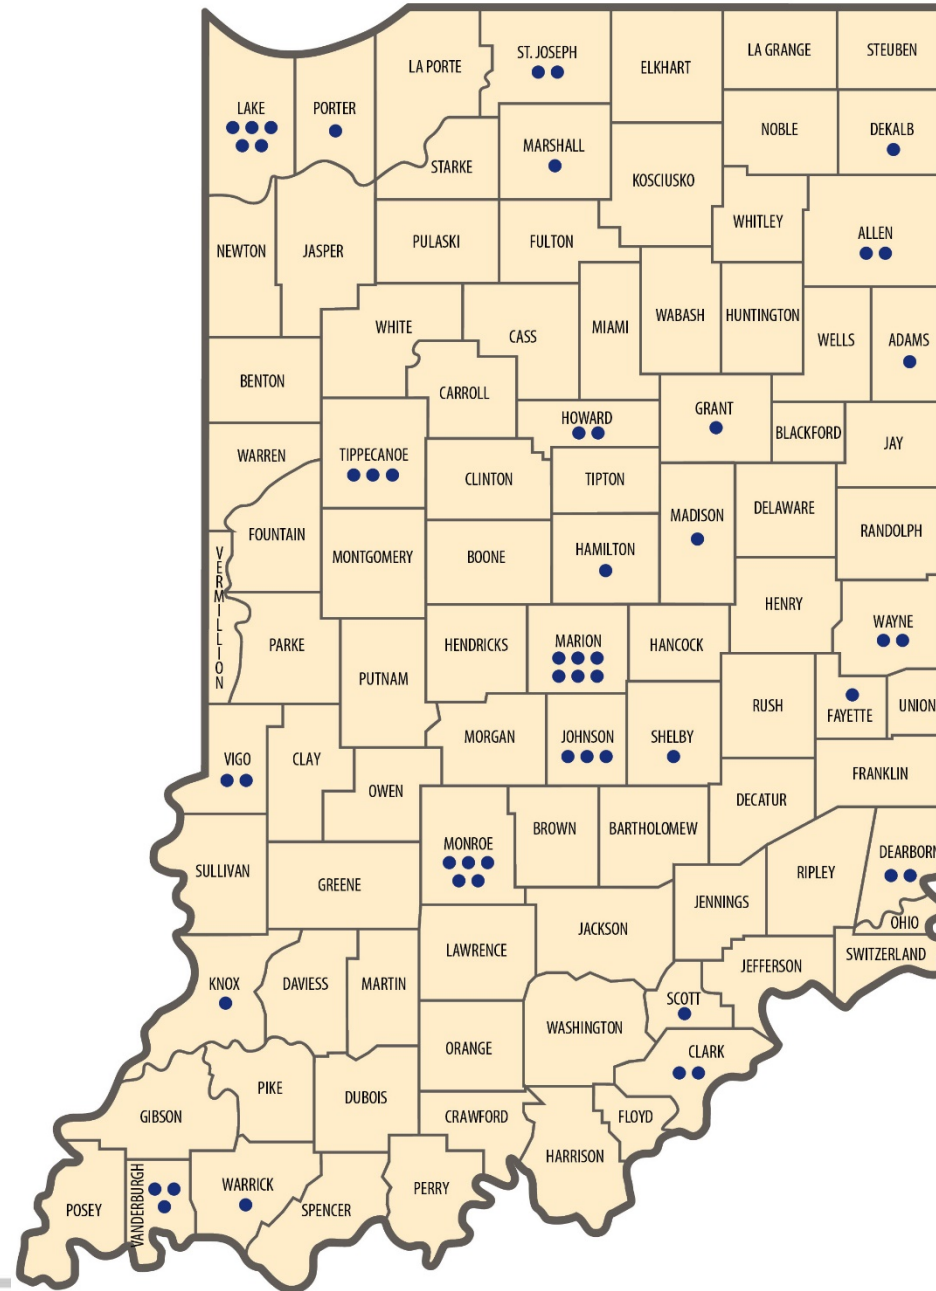 LA PORTE
ST. JOSEPH
ELKHART
LA GRANGE
STEUBEN
LAKE
PORTER
NOBLE
DEKALB
MARSHALL
STARKE
KOSCIUSKO
WHITLEY
ALLEN
NEWTON
JASPER
PULASKI
FULTON
WHITE
CASS
MIAMI
WABASH
HUNTINGTON
WELLS
ADAMS
BENTON
CARROLL
HOWARD
GRANT
BLACKFORD
JAY
WARREN
TIPPECANOE
CLINTON
TIPTON
MADISON
DELAWARE
RANDOLPH
FOUNTAIN
VERMILLION
MONTGOMERY
BOONE
HAMILTON
HENRY
WAYNE
PARKE
PUTNAM
HENDRICKS
MARION
HANCOCK
RUSH
FAYETTE
UNION
VIGO
CLAY
MORGAN
JOHNSON
SHELBY
FRANKLIN
OWEN
DECATUR
BROWN
BARTHOLOMEW
MONROE
SULLIVAN
GREENE
JENNINGS
RIPLEY
DEARBORN
OHIO
JACKSON
LAWRENCE
SWITZERLAND
JEFFERSON
KNOX
DAVIESS
MARTIN
SCOTT
WASHINGTON
ORANGE
CLARK
PIKE
DUBOIS
GIBSON
CRAWFORD
FLOYD
HARRISON
WARRICK
PERRY
POSEY
VANDERBURGH
SPENCER